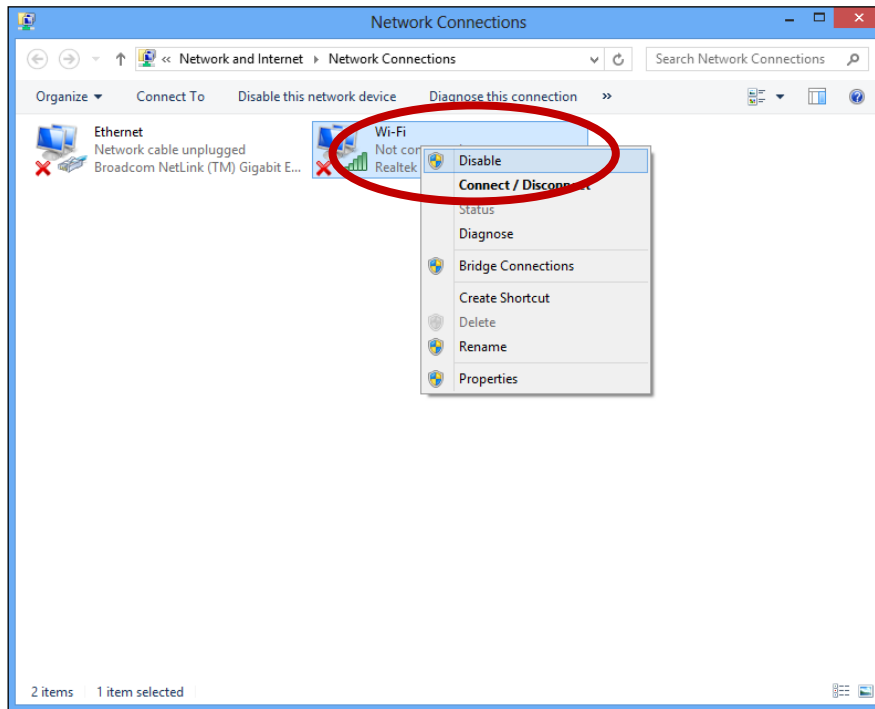 Network Connections
« Network and Internet Network Connections
Search Network Connections
Organize Connect To Disable this network device Diagnose this connection »
Ethernet
Network cable unplugged
Broadcom NetLink (TM) Gigabit E...
Wi-Fi
Not con
Realtek
Disable
Connect / Disconnect
Status
Diagnose
Bridge Connections
Create Shortcut
Delete
Rename
Properties
2 items 1 item selected